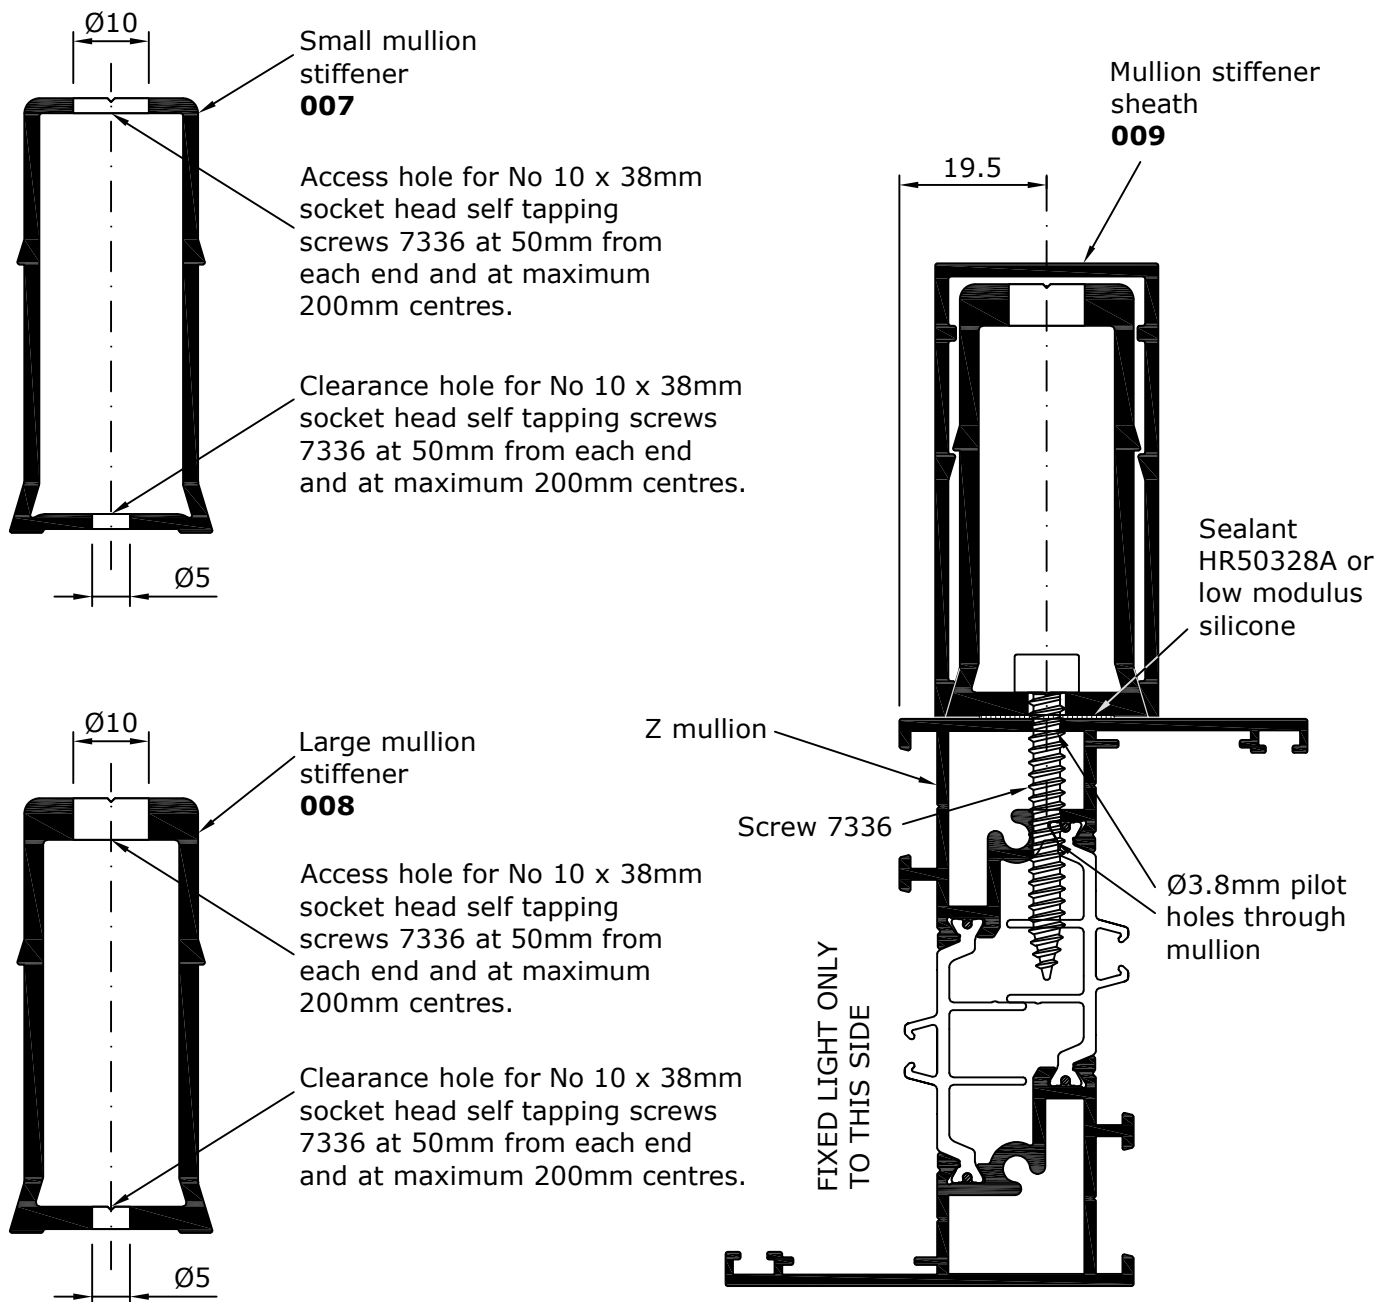 Ø10
Small mullion
stiffener
007
Access hole for No 10 x 38mm
socket head self tapping
screws 7336 at 50mm from
each end and at maximum
200mm centres.
Clearance hole for No 10 x 38mm
socket head self tapping screws
7336 at 50mm from each end
and at maximum 200mm centres.
Ø5
Mullion stiffener
sheath
009
19.5
Sealant
HR50328A or
low modulus
silicone
Z mullion
Screw 7336
Ø3.8mm pilot
holes through
mullion
FIXED LIGHT ONLY
TO THIS SIDE
Ø10
Large mullion
stiffener
008
Access hole for No 10 x 38mm
socket head self tapping
screws 7336 at 50mm from
each end and at maximum
200mm centres.
Clearance hole for No 10 x 38mm
socket head self tapping screws
7336 at 50mm from each end
and at maximum 200mm centres.
Ø5